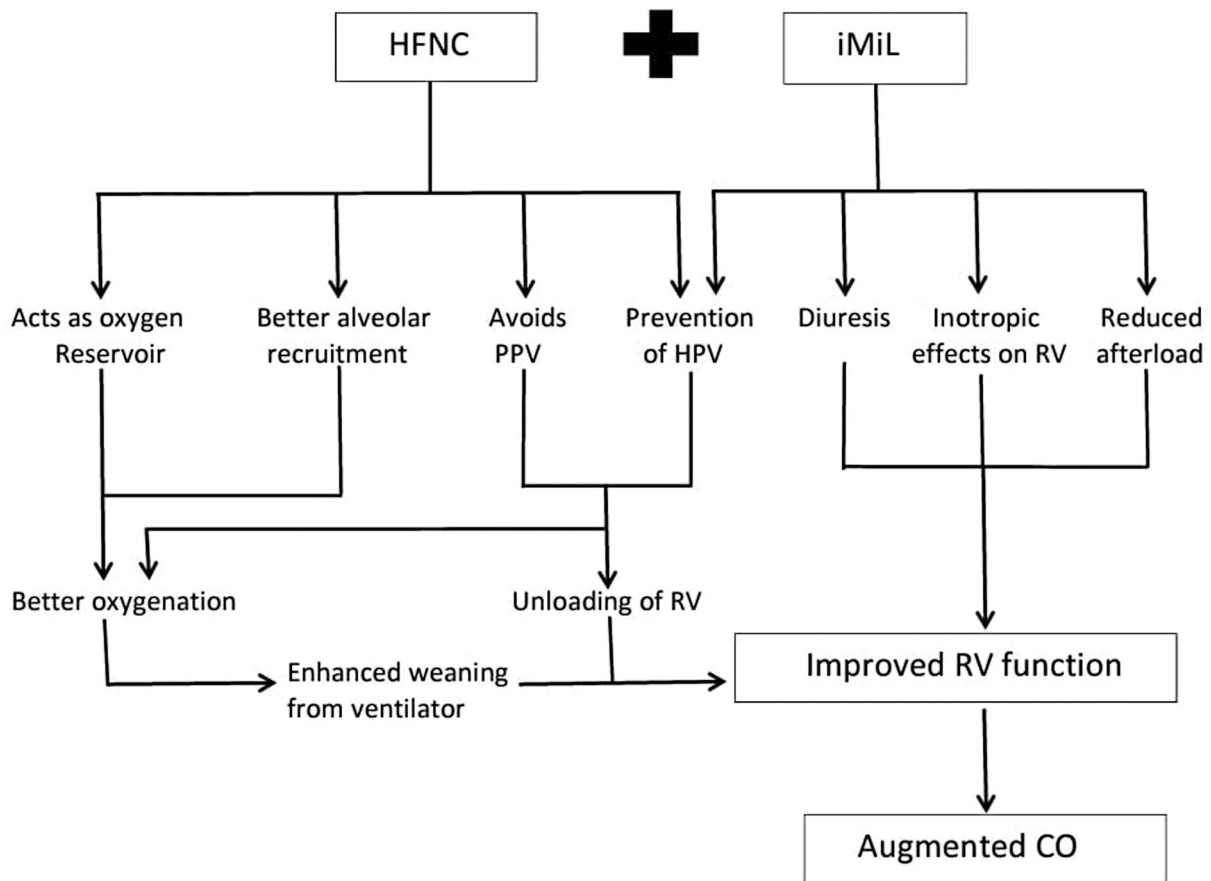 HFNC
iMiL
Acts as oxygen
Reservoir
Better alveolar
recruitment
Avoids
PPV
Prevention
of HPV
Diuresis
Inotropic
effects on RV
Reduced
afterload
Better oxygenation
Unloading of RV
Enhanced weaning
from ventilator
Improved RV function
Augmented CO